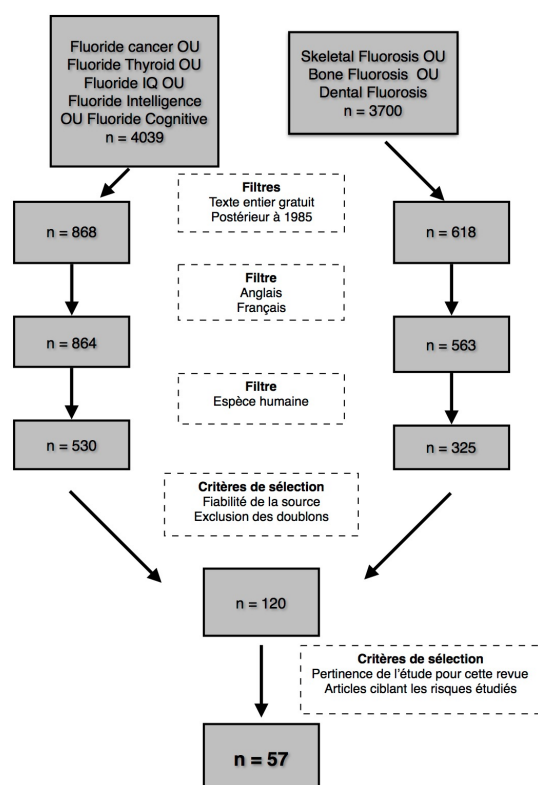 Fluoride cancer OU
Fluoride Thyroid OU
Fluoride IQ OU
Fluoride Intelligence
OU Fluoride Cognitive
n = 4039
Skeletal Fluorosis OU
Bone Fluorosis OU
Dental Fluorosis
n = 3700
Filtres
Texte entier gratuit
Postérieur à 1985
n = 868
n = 618
Filtre
Anglais
Français
n = 864
n = 563
Filtre
Espèce humaine
n = 530
n = 325
Critères de sélection
Fiabilité de la source
Exclusion des doublons
n = 120
Critères de sélection
Pertinence de l'étude pour cette revue
Articles ciblant les risques étudiés
n = 57